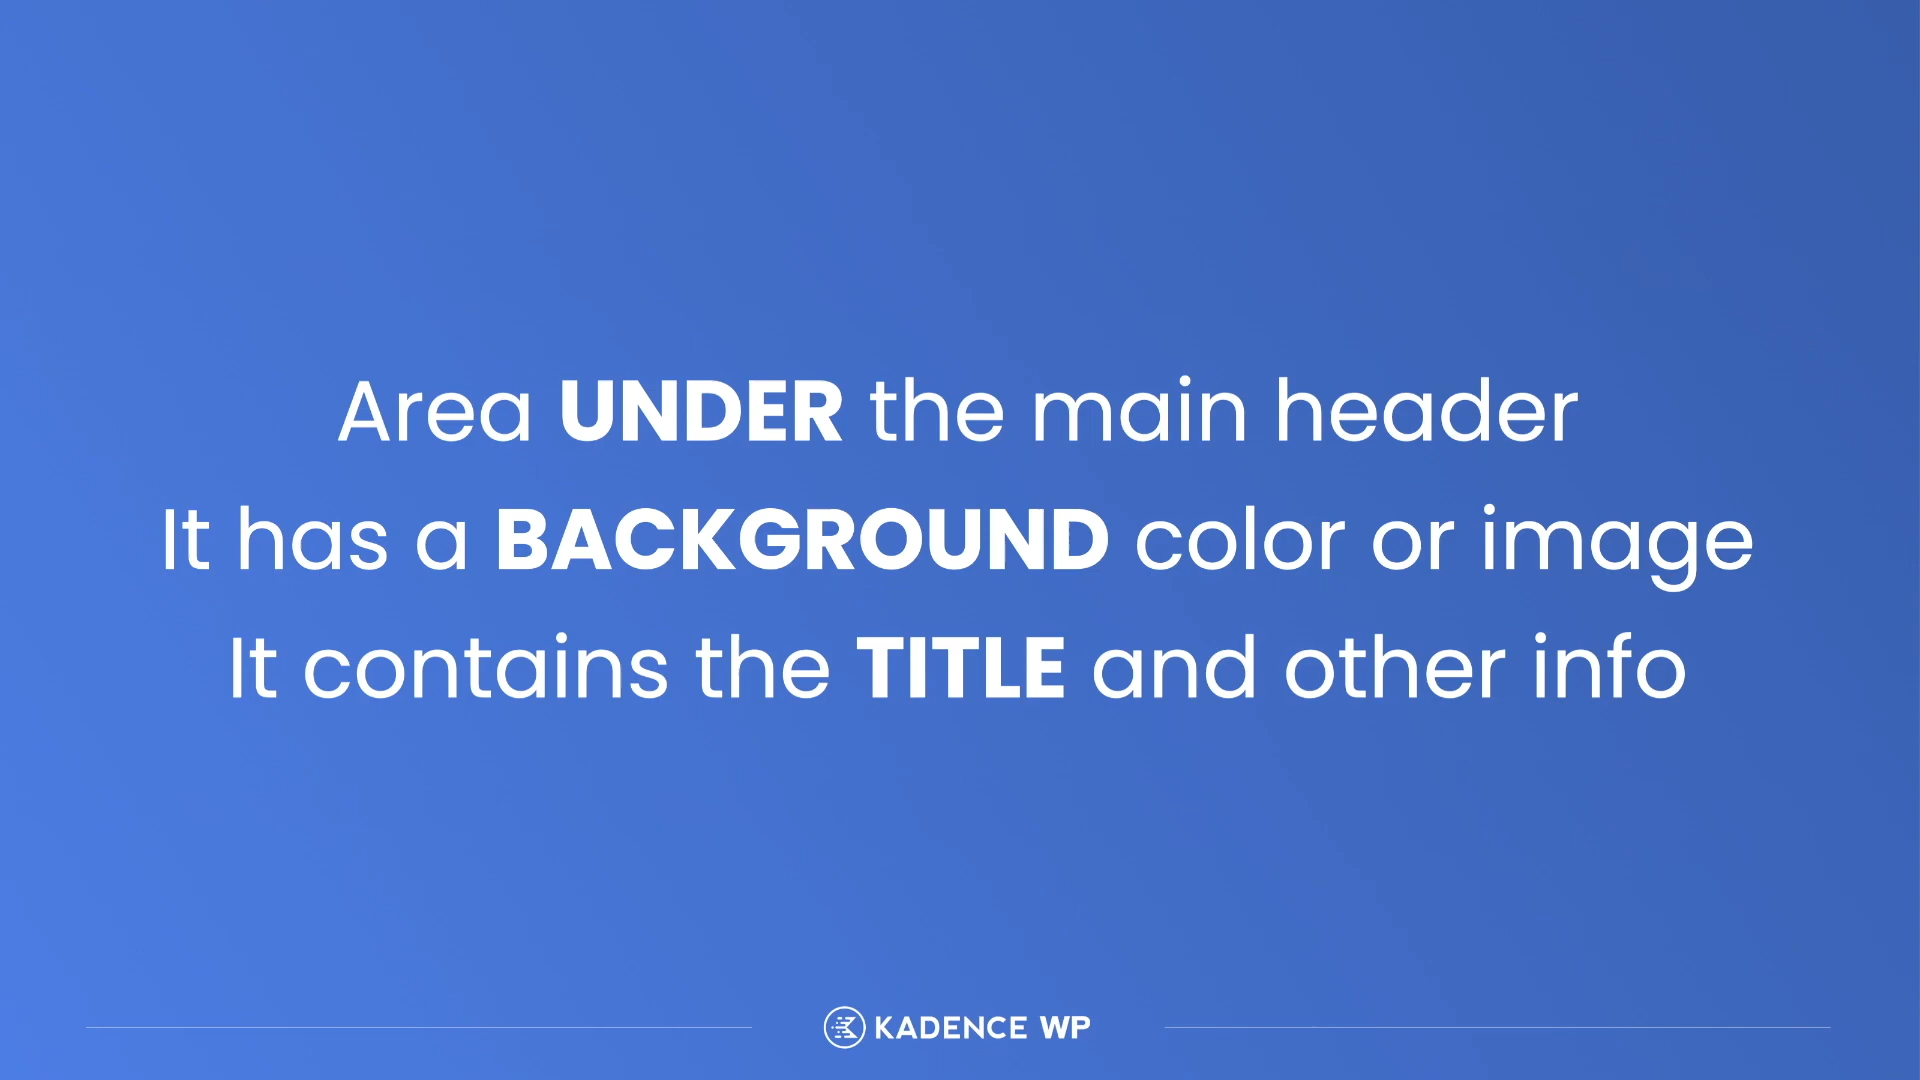 Area UNDER the main header
It has a BACKGROUND color or image
It contains the TITLE and other info
KADENCE WP